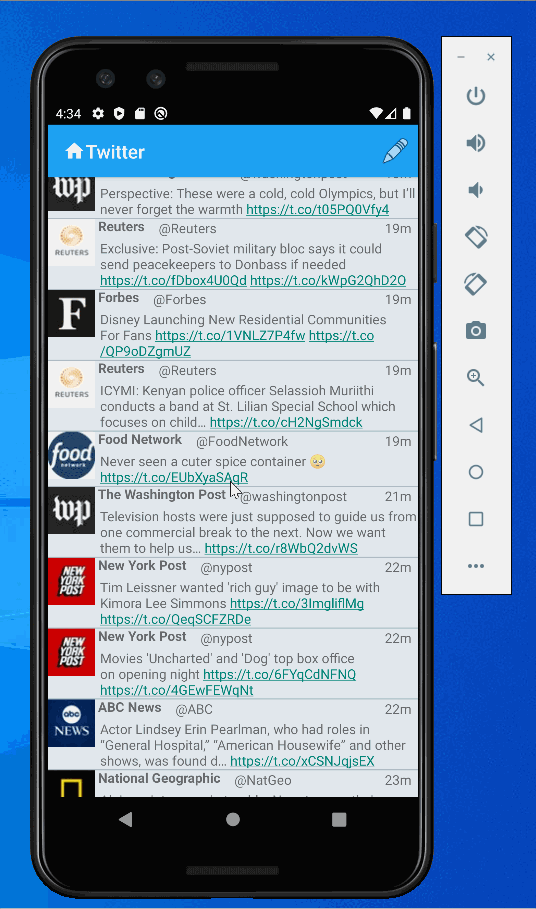 4:34
Twitter
wp @washingtonpost
Perspective: These were a cold, cold Olympics, but I'll
never forget the warmth https://t.co/t05PQ0Vfy4
REUTERS Reuters @Reuters 19m
Exclusive: Post-Soviet military bloc says it could
send peacekeepers to Donbass if needed
https://t.co/fDbox4U0Qd https://t.co/kWpG2QhD2O
F Forbes @Forbes 19m
Disney Launching New Residential Communities
For Fans https://t.co/1VNLZ7P4fw https://t.co
/QP9oDZgmUZ
REUTERS Reuters @Reuters 19m
ICYMI: Kenyan police officer Selassioh Muriithi
conducts a band at St. Lilian Special School which
focuses on child… https://t.co/cH2NgSmdck
food network Food Network @FoodNetwork 19m
Never seen a cuter spice container 🥺
https://t.co/EUbXyaSAqR
wp The Washington Post @washingtonpost 21m
Television hosts were just supposed to guide us from
one commercial break to the next. Now we want
them to help us… https://t.co/r8WbQ2dvWS
NEW YORK POST New York Post @nypost 22m
Tim Leissner wanted 'rich guy' image to be with
Kimora Lee Simmons https://t.co/3ImgliflMg
https://t.co/QeqSCFZRDe
NEW YORK POST New York Post @nypost 22m
Movies 'Uncharted' and 'Dog' top box office
on opening night https://t.co/6FYqCdNFNQ
https://t.co/4GEwFEWqNt
abc NEWS ABC News @ABC 22m
Actor Lindsey Erin Pearlman, who had roles in
"General Hospital," "American Housewife" and other
shows, was found d… https://t.co/xCSNJqjsEX
National Geographic @NatGeo 23m